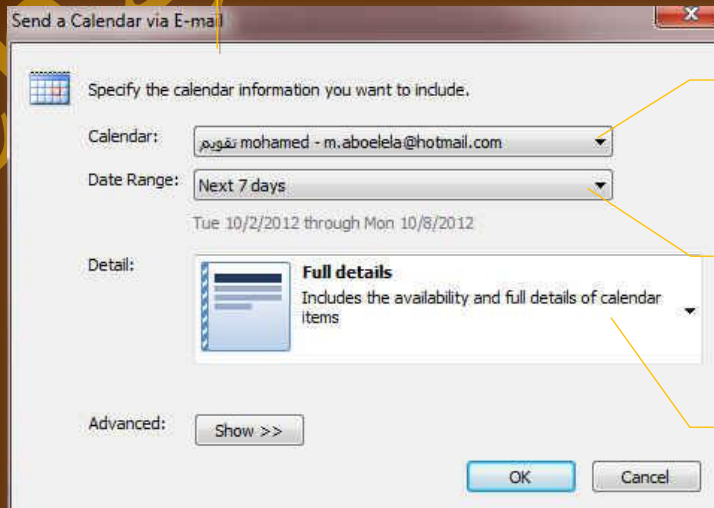 Send a Calendar via E-mail
Specify the calendar information you want to include.
Calendar: تقويم mohamed - m.aboelela@hotmail.com
Date Range: Next 7 days
Tue 10/2/2012 through Mon 10/8/2012
Detail: Full details
Includes the availability and full details of calendar
items
Advanced: Show >>
OK Cancel